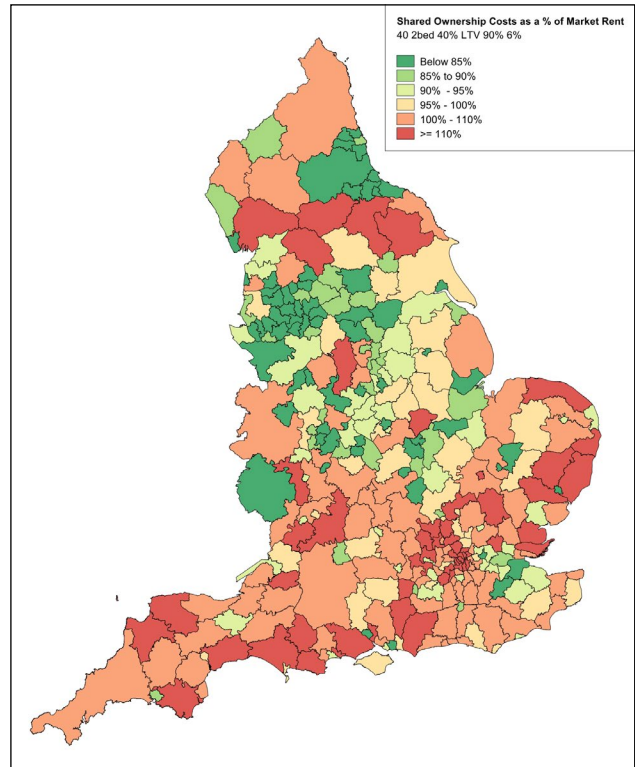 Shared Ownership Costs as a % of Market Rent
40 2bed 40% LTV 90% 6%
Below 85%
85% to 90%
90% - 95%
95% - 100%
100% - 110%
>= 110%